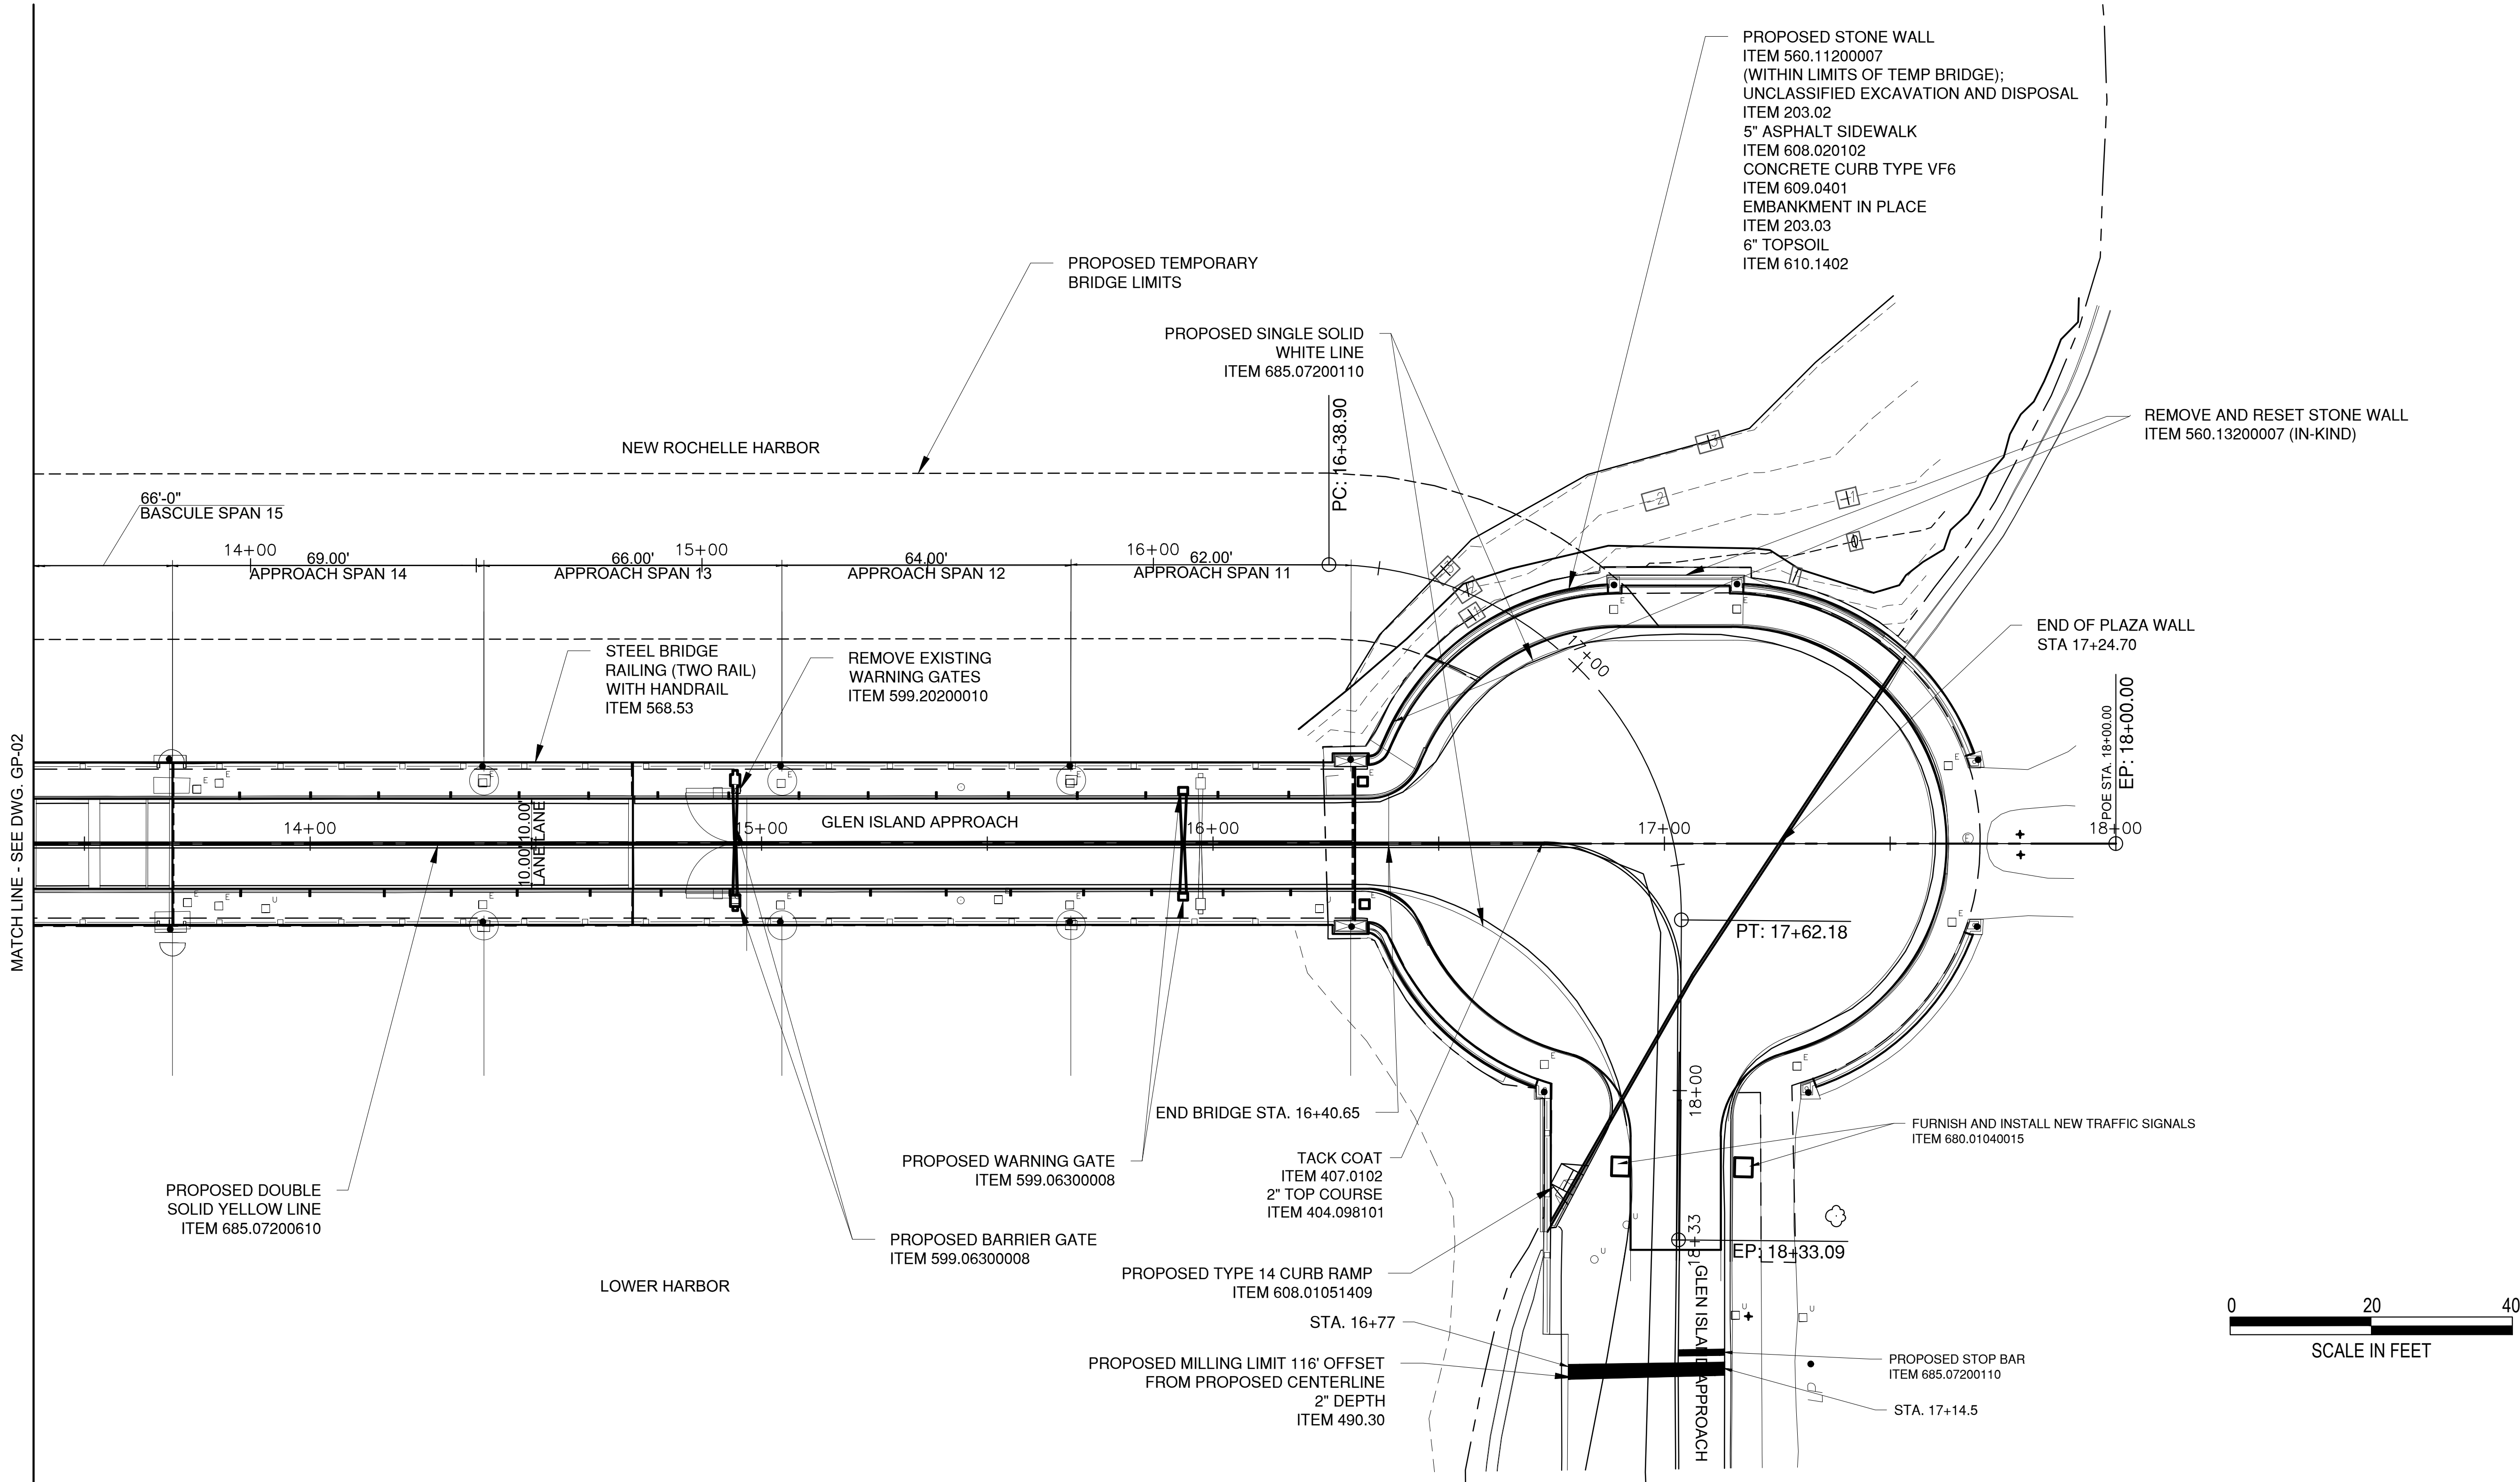 PROPOSED STONE WALL
ITEM 560.11200007
(WITHIN LIMITS OF TEMP BRIDGE);
UNCLASSIFIED EXCAVATION AND DISPOSAL
ITEM 203.02
5" ASPHALT SIDEWALK
ITEM 608.020102
CONCRETE CURB TYPE VF6
ITEM 609.0401
EMBANKMENT IN PLACE
ITEM 203.03
6" TOPSOIL
ITEM 610.1402
PROPOSED TEMPORARY
BRIDGE LIMITS
PROPOSED SINGLE SOLID
WHITE LINE
ITEM 685.07200110
REMOVE AND RESET STONE WALL
ITEM 560.13200007 (IN-KIND)
NEW ROCHELLE HARBOR
PC: 16+38.90
66'-0"
BASCULE SPAN 15
14+00
69.00'
APPROACH SPAN 14
66.00'
APPROACH SPAN 13
15+00
64.00'
APPROACH SPAN 12
16+00
62.00'
APPROACH SPAN 11
17+00
END OF PLAZA WALL
STA 17+24.70
STEEL BRIDGE
RAILING (TWO RAIL)
WITH HANDRAIL
ITEM 568.53
REMOVE EXISTING
WARNING GATES
ITEM 599.20200010
POE STA. 18+00.00
EP: 18+00.00
MATCH LINE - SEE DWG. GP-02
10.00'
LANE
10.00'
LANE
GLEN ISLAND APPROACH
14+00
15+00
16+00
17+00
18+00
PT: 17+62.18
18+00
END BRIDGE STA. 16+40.65
FURNISH AND INSTALL NEW TRAFFIC SIGNALS
ITEM 680.01040015
PROPOSED WARNING GATE
ITEM 599.06300008
TACK COAT
ITEM 407.0102
2" TOP COURSE
ITEM 404.098101
PROPOSED DOUBLE
SOLID YELLOW LINE
ITEM 685.07200610
PROPOSED BARRIER GATE
ITEM 599.06300008
18+33
EP: 18+33.09
LOWER HARBOR
PROPOSED TYPE 14 CURB RAMP
ITEM 608.01051409
GLEN ISLAND APPROACH
STA. 16+77
PROPOSED MILLING LIMIT 116' OFFSET
FROM PROPOSED CENTERLINE
2" DEPTH
ITEM 490.30
PROPOSED STOP BAR
ITEM 685.07200110
STA. 17+14.5
0 20 40
SCALE IN FEET